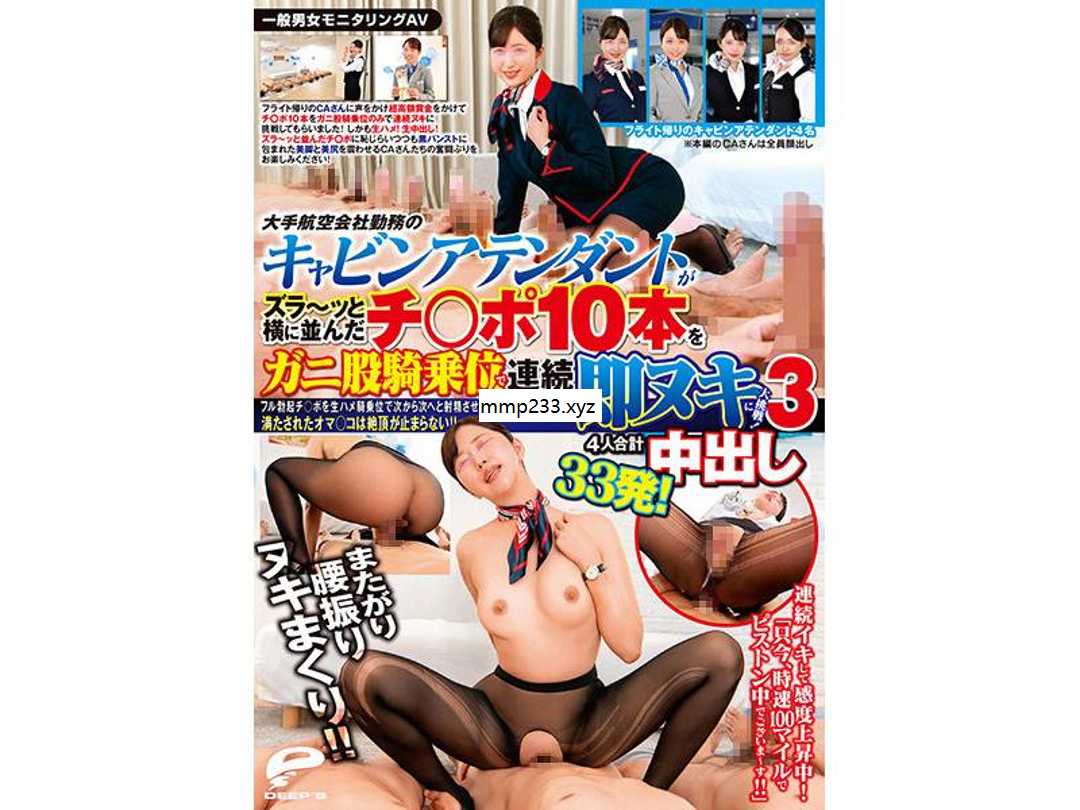 一般男女モニタリングAV
フライト帰りのCAさんに声をかけ超高額賞金をかけて
チ〇ポ10本をガニ股騎乗位のみで連続ヌキに
挑戦してもらいました!しかも生ハメ!生中出し!
ズラ~ッと並んだチ〇ポに恥じらいつつも黒パンストに
包まれた美脚と美尻を震わせるCAさんたちの奮闘ぶりを
お楽しみください!
フライト帰りのキャビンアテンダント4名
※本編のCAさんは全員顔出し
大手航空会社勤務の
キャビンアテンダントが
ズラ~ッと
横に並んだ
チ〇ポ10本を
ガニ股騎乗位で連続
即ヌキに大挑戦!3
フル勃起チ〇ポを生ハメ騎乗位で次から次へと射精させ
満たされたオマ〇コは絶頂が止まらない!!
mmp233.xyz
4人合計
33発!
中出し
またがり
腰振り
ヌキまくり!!
連続イキして感度上昇中!
「只今、時速100マイルで
ピストン中でございま~す!!」
DEEP'S